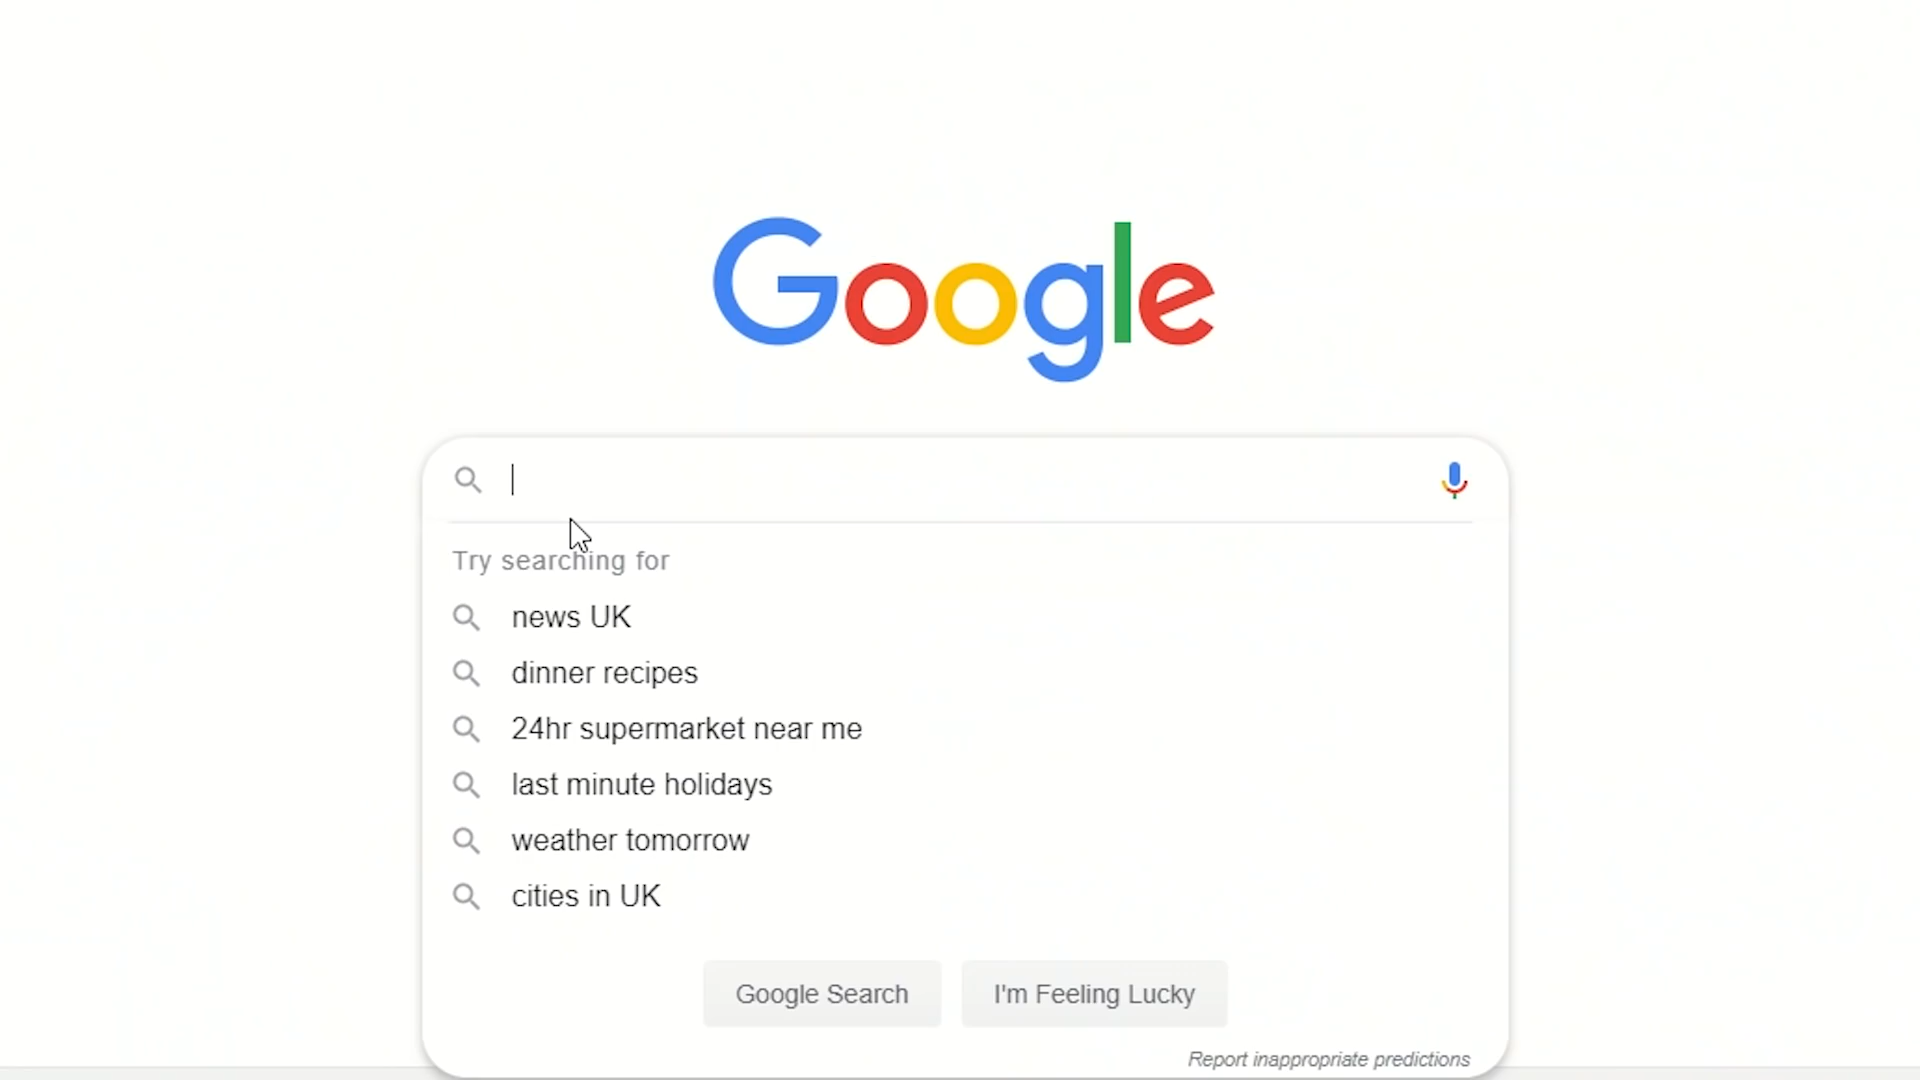 Google
Try searching for
news UK
dinner recipes
24hr supermarket near me
last minute holidays
weather tomorrow
cities in UK
Google Search
I'm Feeling Lucky
Report inappropriate predictions